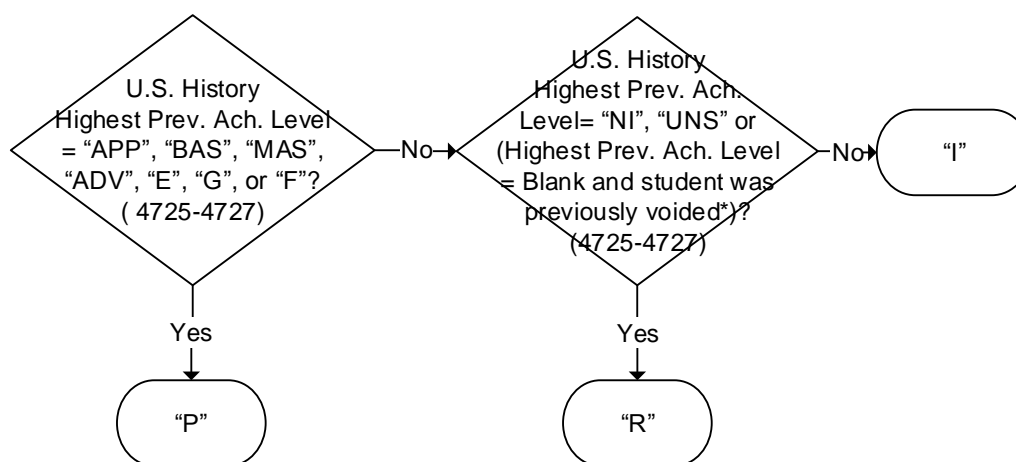 U.S. History
Highest Prev. Ach. Level
= “APP”, “BAS”, “MAS”,
“ADV”, “E”, “G”, or “F”?
( 4725-4727)
No
U.S. History
Highest Prev. Ach.
Level= “NI”, “UNS” or
(Highest Prev. Ach. Level
= Blank and student was
previously voided*)?
(4725-4727)
No
“I”
Yes
Yes
“P”
“R”